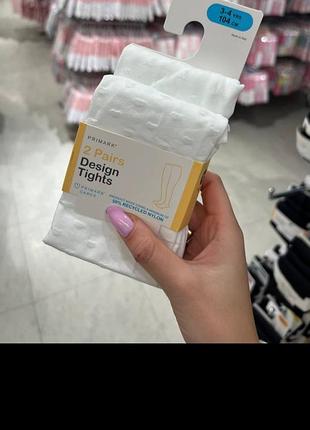 3-4 YRS
104 CM
PRIMARK®
2 Pairs
Design
Tights
PRIMARK
CARES
50% RECYCLED NYLON